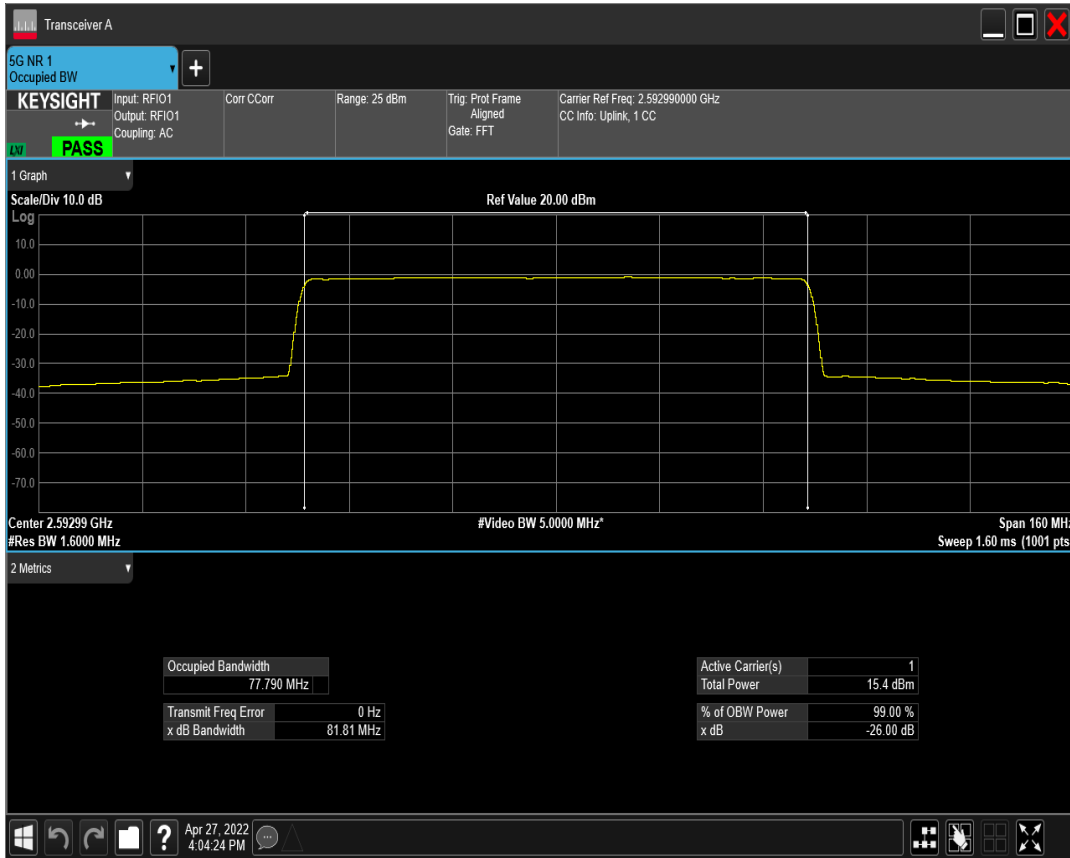 Transceiver A
5G NR 1
Occupied BW
+
KEYSIGHT
LXI
PASS
Input: RFIO1
Output: RFIO1
Coupling: AC
Corr CCorr
Range: 25 dBm
Trig: Prot Frame
Aligned
Gate: FFT
Carrier Ref Freq: 2.592990000 GHz
CC Info: Uplink, 1 CC
1 Graph
Scale/Div 10.0 dB
Ref Value 20.00 dBm
Log
10.0
0.00
-10.0
-20.0
-30.0
-40.0
-50.0
-60.0
-70.0
Center 2.59299 GHz
#Video BW 5.0000 MHz*
Span 160 MHz
#Res BW 1.6000 MHz
Sweep 1.60 ms (1001 pts
2 Metrics
Occupied Bandwidth
77.790 MHz
Transmit Freq Error 0 Hz
x dB Bandwidth 81.81 MHz
Active Carrier(s) 1
Total Power 15.4 dBm
% of OBW Power 99.00 %
x dB -26.00 dB
?
Apr 27, 2022
4:04:24 PM